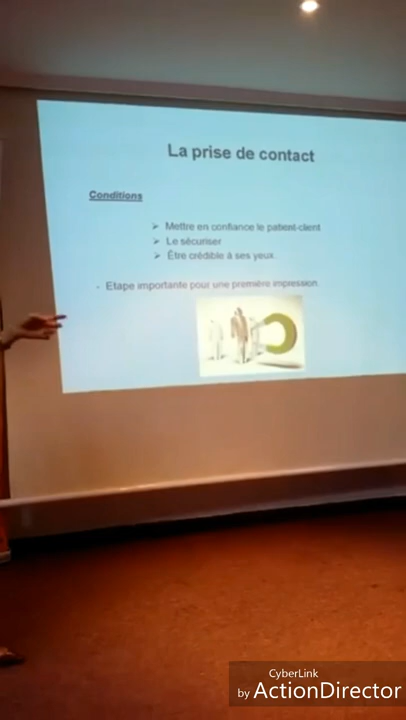 La prise de contact
Conditions
➢ Mettre en confiance le patient-client
➢ Le sécuriser
➢ Être crédible à ses yeux.
- Etape importante pour une première impression
CyberLink
by ActionDirector